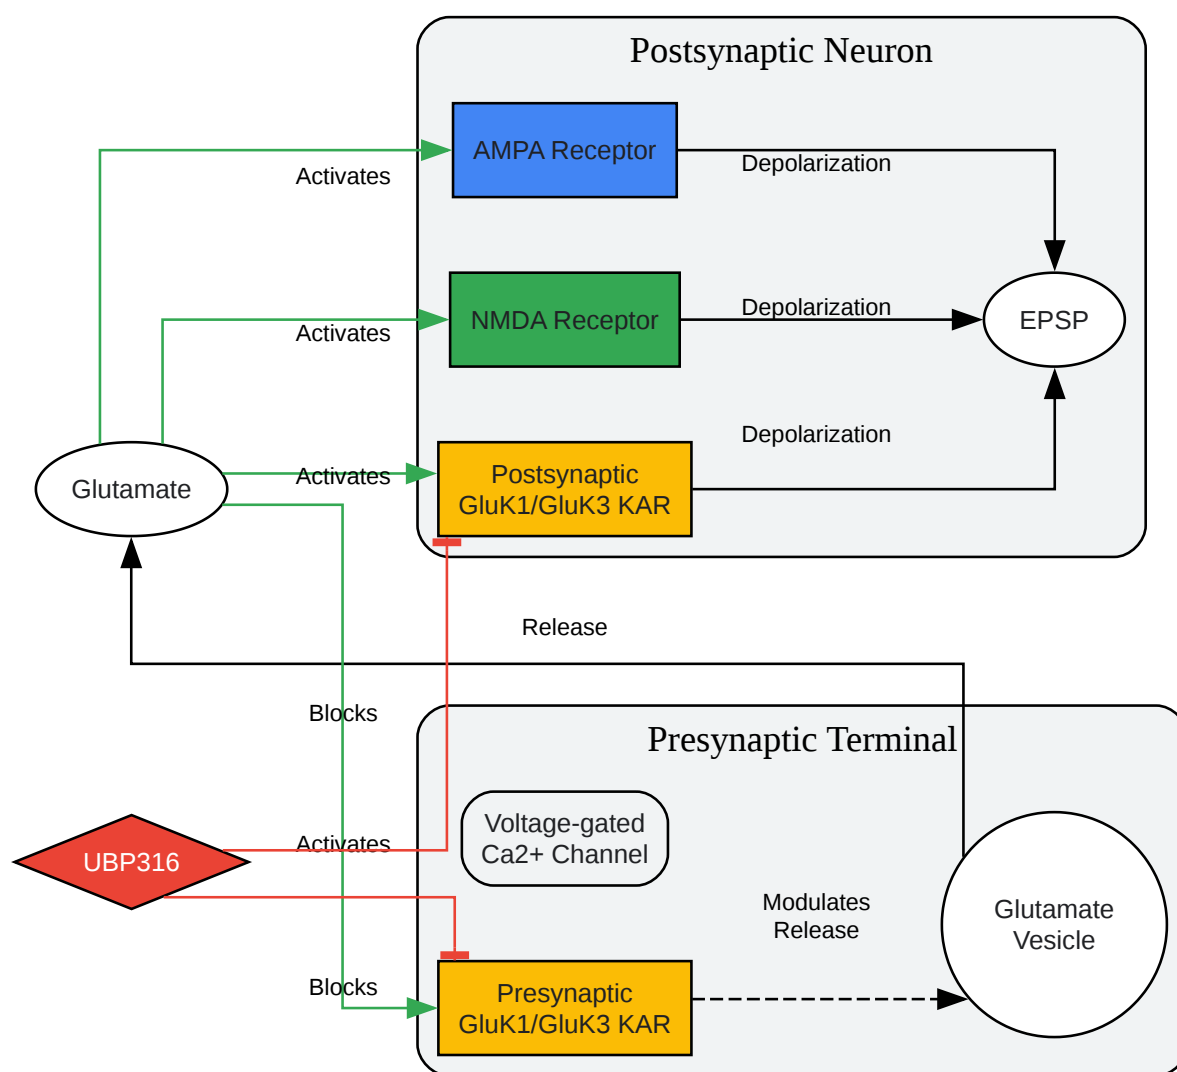 Postsynaptic Neuron
AMPA Receptor
Depolarization
Activates
NMDA Receptor
Depolarization
EPSP
Activates
Depolarization
Glutamate
Activates
Postsynaptic
GluK1/GluK3 KAR
Release
Blocks
Presynaptic Terminal
Voltage-gated
Ca2+ Channel
UBP316
Activates
Modulates
Release
Glutamate
Vesicle
Blocks
Presynaptic
GluK1/GluK3 KAR